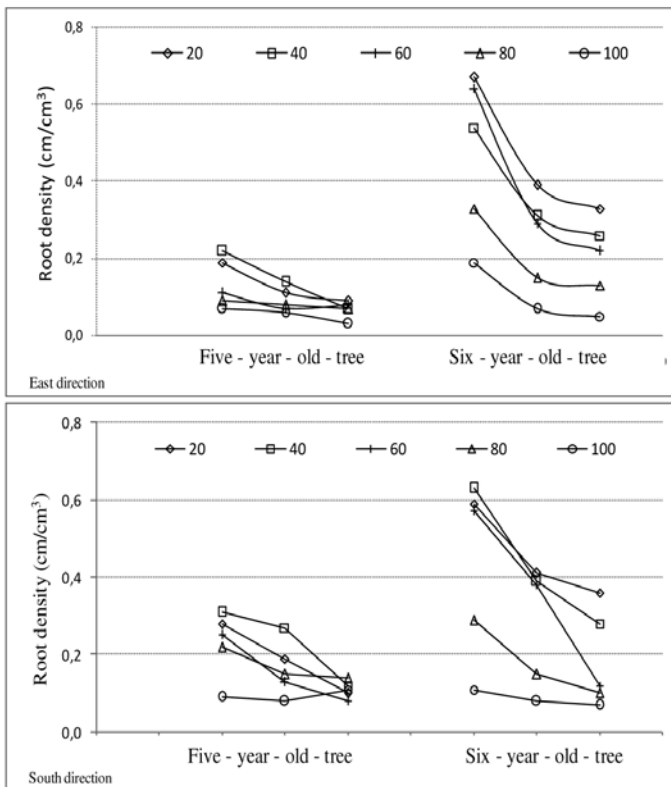 0,8
20 40 60 80 100
0,6
Root density (cm/cm³)
0,4
0,2
0,0
Five - year - old - tree Six - year - old - tree
East direction
0,8
20 40 60 80 100
0,6
Root density (cm/cm³)
0,4
0,2
0,0
Five - year - old - tree Six - year - old - tree
South direction